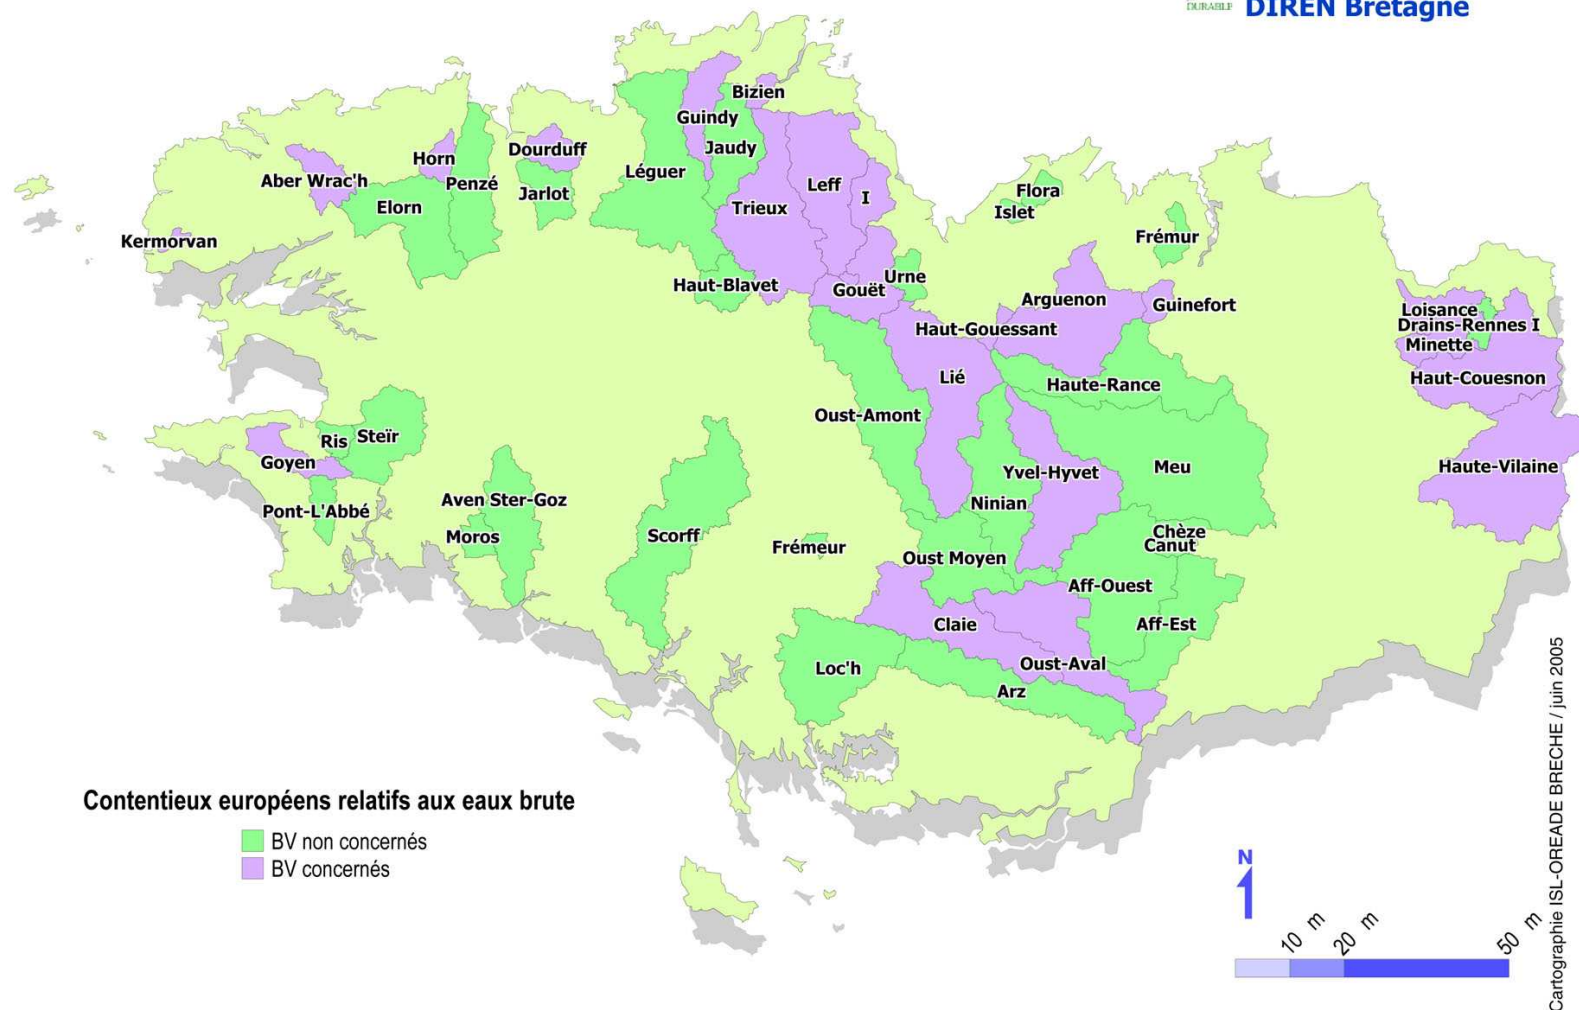 DURABLE
DIREN Bretagne
Bizien
Guindy
Jaudy
Dourduff
Horn
Aber Wrac'h
Penzé
Léguer
Jarlot
Leff
I
Trieux
Elorn
Flora
Islet
Kermorvan
Frémur
Urne
Haut-Blavet
Gouët
Arguenon
Guinefort
Loisance
Haut-Gouessant
Drains-Rennes I
Minette
Lié
Haute-Rance
Haut-Couesnon
Oust-Amont
Ris
Steïr
Goyen
Yvel-Hyvet
Meu
Haute-Vilaine
Aven Ster-Goz
Ninian
Pont-L'Abbé
Moros
Scorff
Frémeur
Chèze
Canut
Oust Moyen
Aff-Ouest
Claie
Aff-Est
Loc'h
Oust-Aval
Arz
Contentieux européens relatifs aux eaux brute
BV non concernés
BV concernés
N
10 m
20 m
50 m
Cartographie ISL-OREADE BRECHE / juin 2005